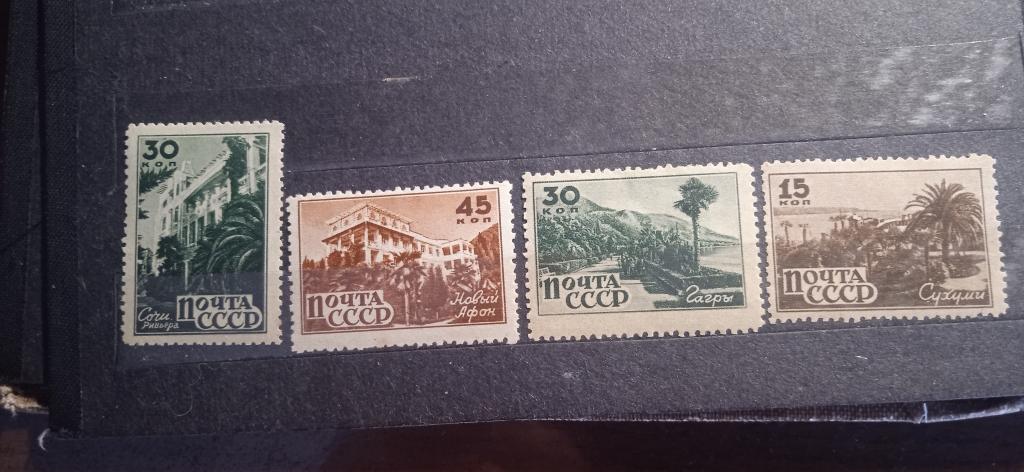 30
КОП
ПОЧТА
СССР
Сочи.
Ривьера
45
КОП
ПОЧТА
СССР
Новый
Афон
30
КОП
ПОЧТА
СССР
Гагры
15
КОП
ПОЧТА
СССР
Сухуми